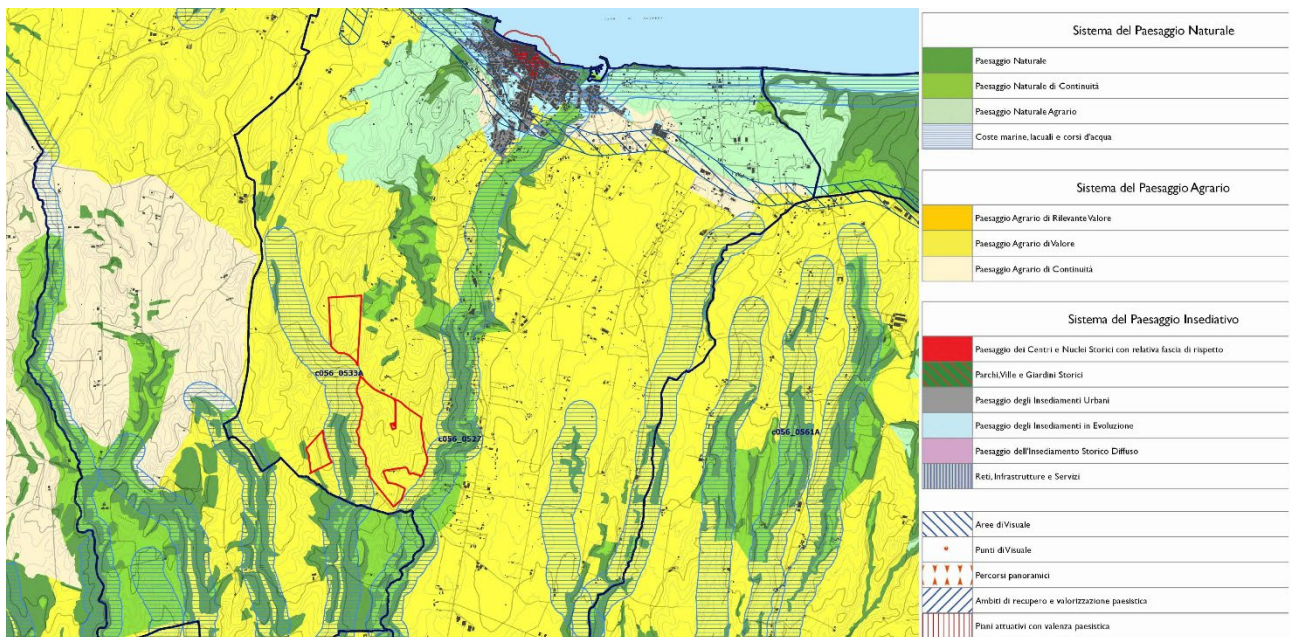 c056_0533A
c056_0527
c056_0561A
Sistema del Paesaggio Naturale
Paesaggio Naturale
Paesaggio Naturale di Continuità
Paesaggio Naturale Agrario
Coste marine, lacuali e corsi d'acqua
Sistema del Paesaggio Agrario
Paesaggio Agrario di Rilevante Valore
Paesaggio Agrario di Valore
Paesaggio Agrario di Continuità
Sistema del Paesaggio Insediativo
Paesaggio dei Centri e Nuclei Storici con relativa fascia di rispetto
Parchi, Ville e Giardini Storici
Paesaggio degli Insediamenti Urbani
Paesaggio degli Insediamenti in Evoluzione
Paesaggio dell'Insediamento Storico Diffuso
Reti, Infrastrutture e Servizi
Aree di Visuale
Punti di Visuale
Percorsi panoramici
Ambiti di recupero e valorizzazione paesistica
Piani attuativi con valenza paesistica